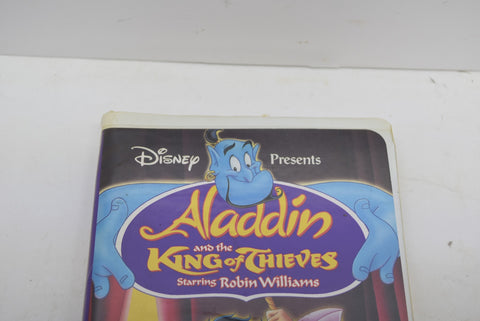 Disney Presents
Aladdin's
and the
King of Thieves
Starring Robin Williams